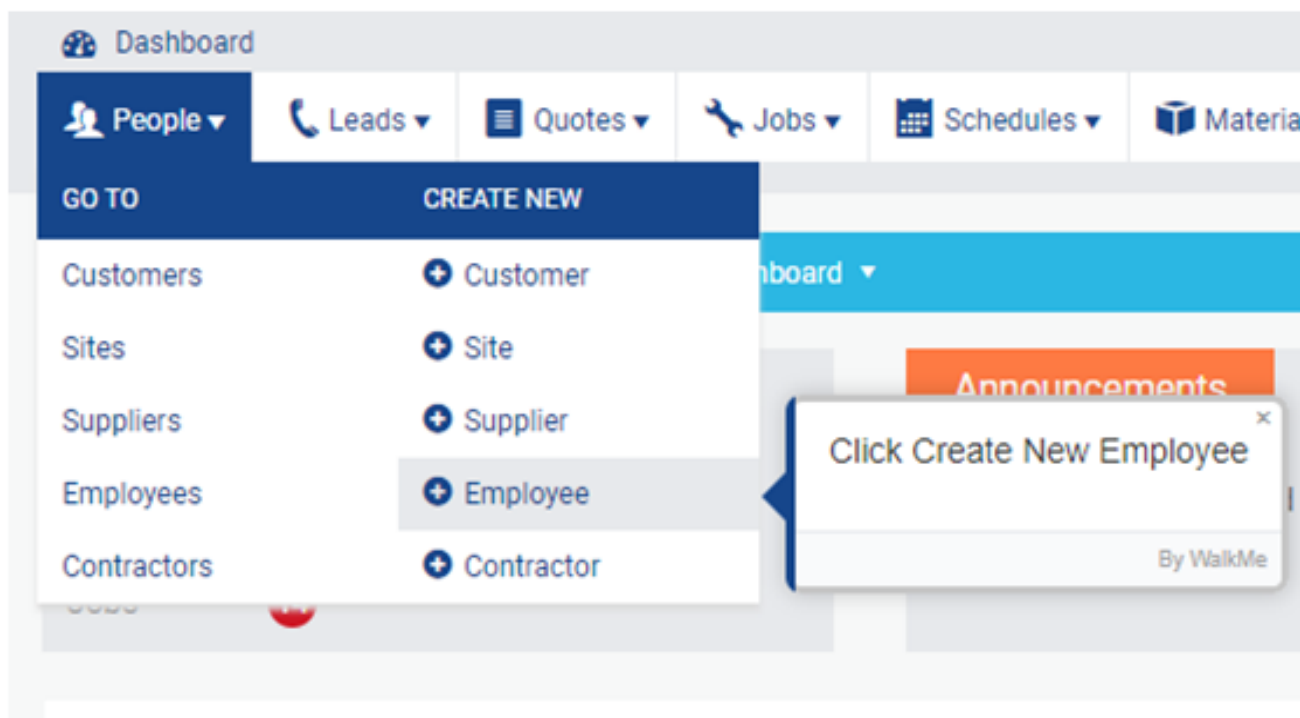 Dashboard
People Leads Quotes Jobs Schedules
GO TO CREATE NEW
Customers Customer
Sites Site
Suppliers Supplier
Employees Employee
Contractors Contractor
Announcements
Click Create New Employee
By WalkMe